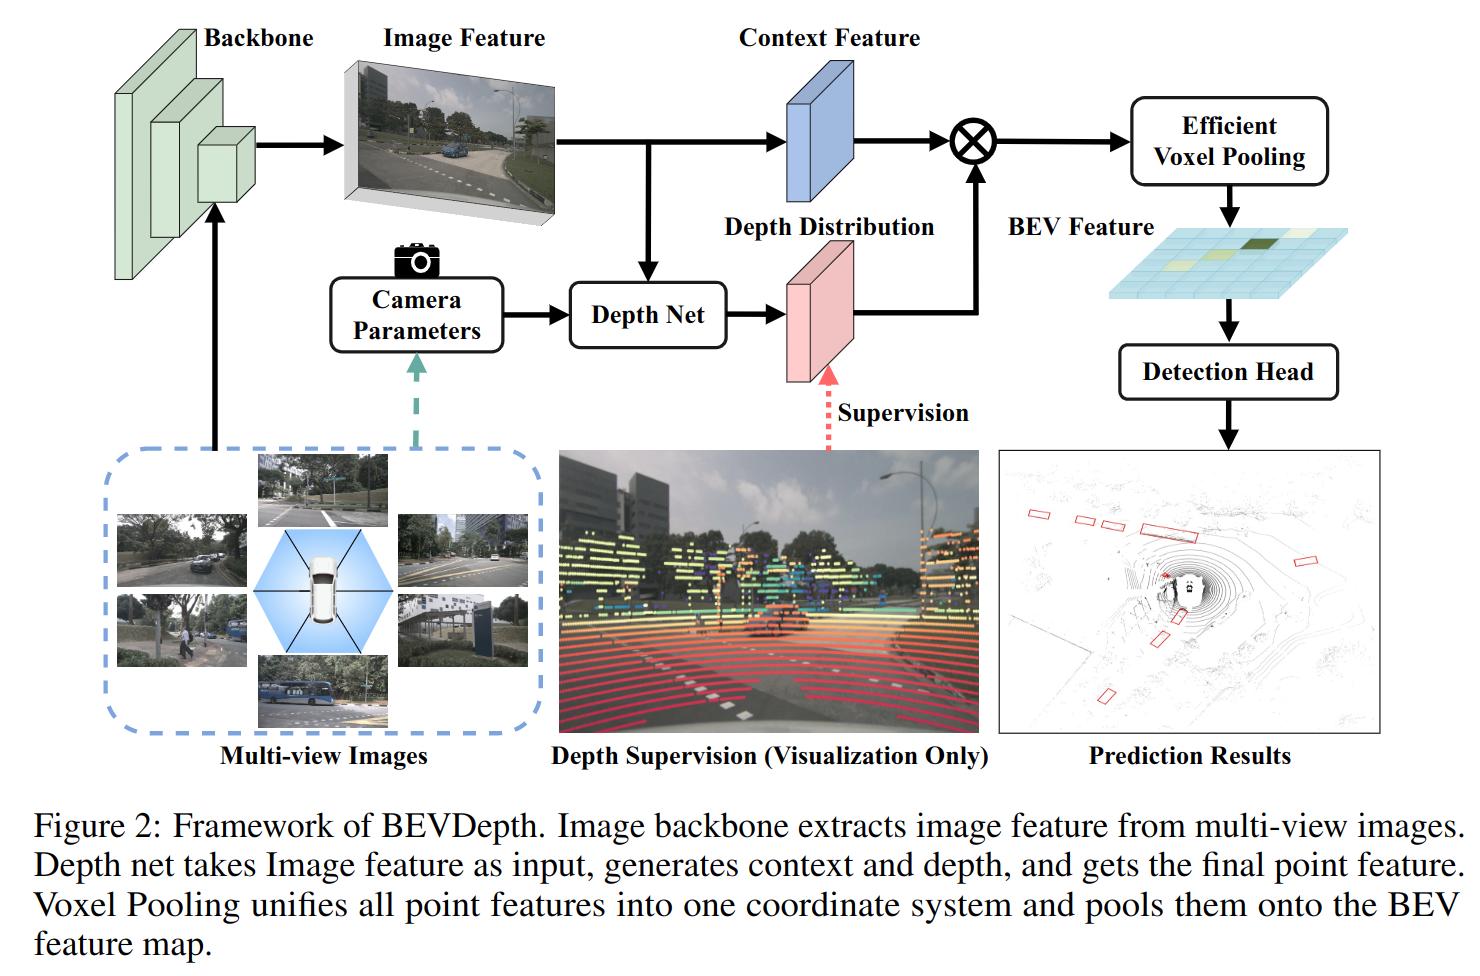 Backbone
Image Feature
Context Feature
Efficient
Voxel Pooling
Depth Distribution
BEV Feature
Camera
Parameters
Depth Net
Detection Head
Supervision
Multi-view Images
Depth Supervision (Visualization Only)
Prediction Results
Figure 2: Framework of BEVDepth. Image backbone extracts image feature from multi-view images.
Depth net takes Image feature as input, generates context and depth, and gets the final point feature.
Voxel Pooling unifies all point features into one coordinate system and pools them onto the BEV
feature map.